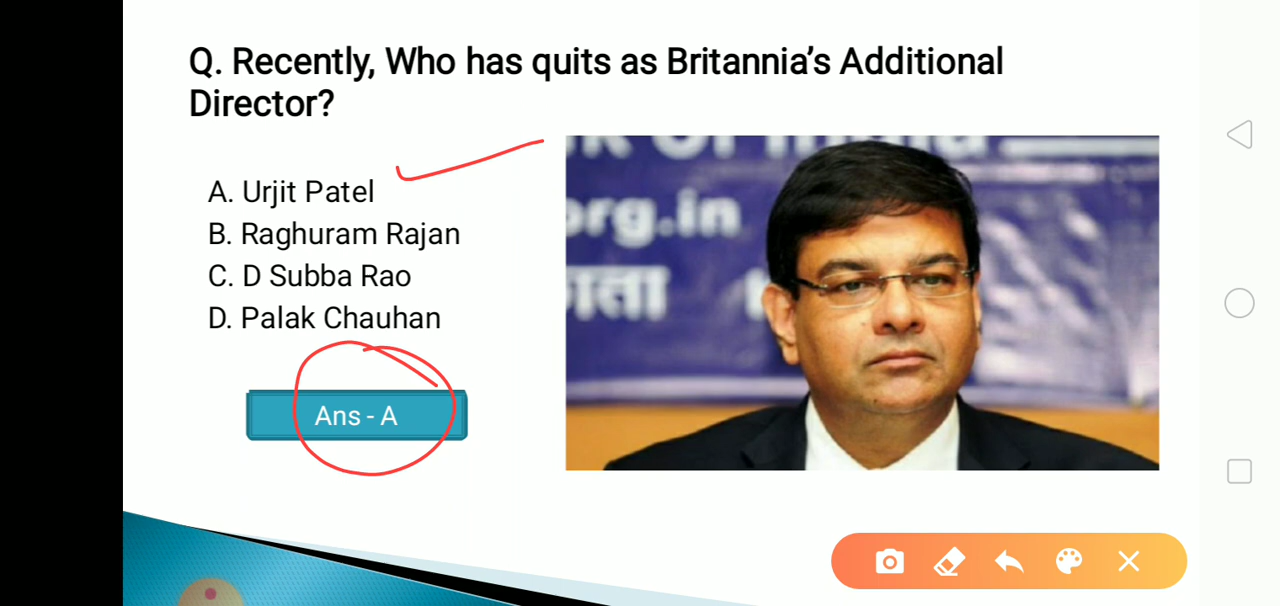 Q. Recently, Who has quits as Britannia's Additional
Director?
A. Urjit Patel
B. Raghuram Rajan
C. D Subba Rao
D. Palak Chauhan
Ans - A
org.in